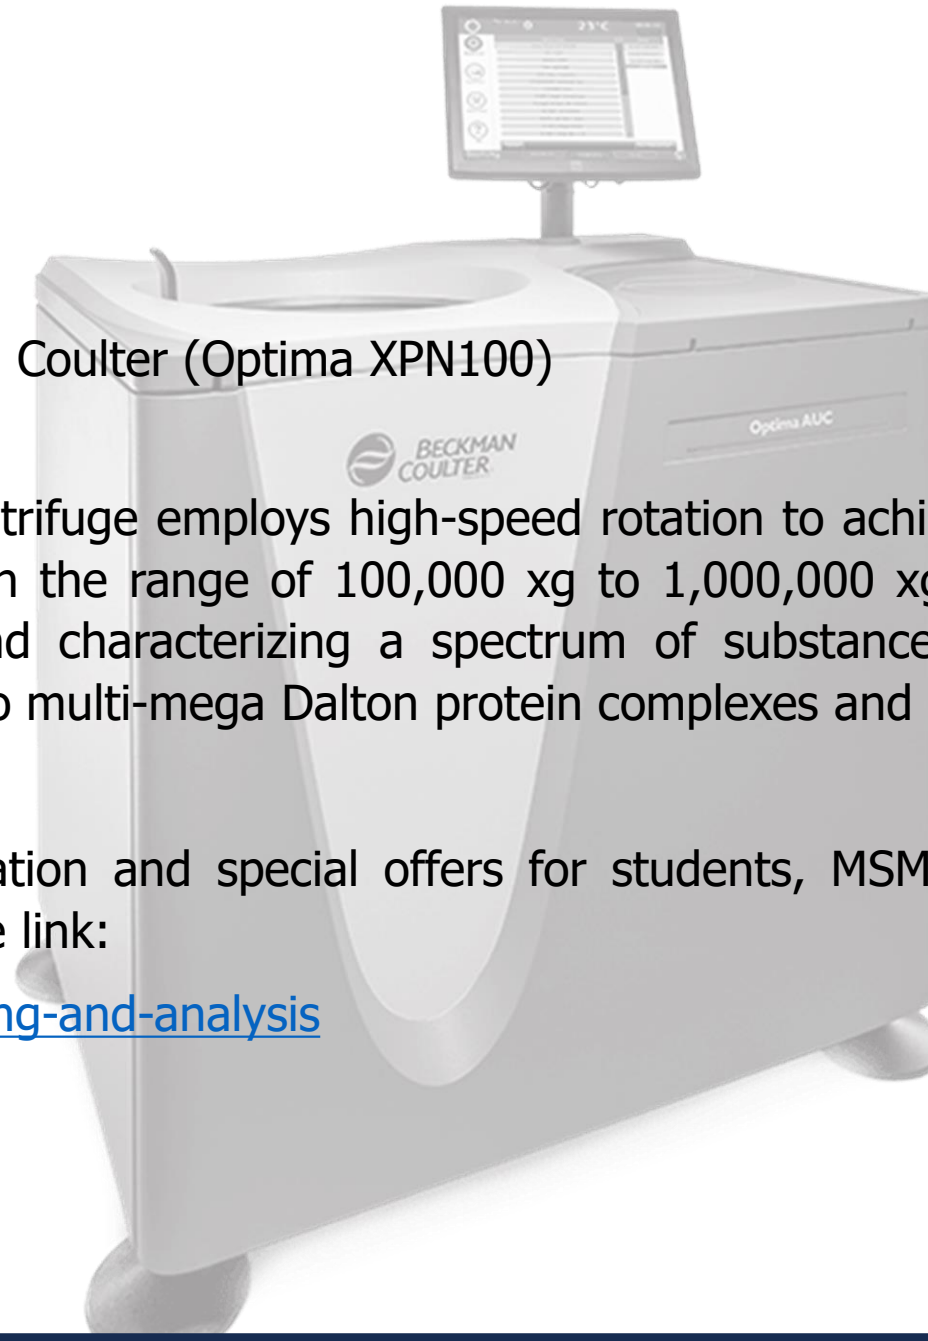 23°C
Coulter (Optima XPN100)
Optima AUC
BECKMAN
COULTER
trifuge employs high-speed rotation to achi
n the range of 100,000 xg to 1,000,000 xg
nd characterizing a spectrum of substance
o multi-mega Dalton protein complexes and
ation and special offers for students, MSM
e link:
ng-and-analysis